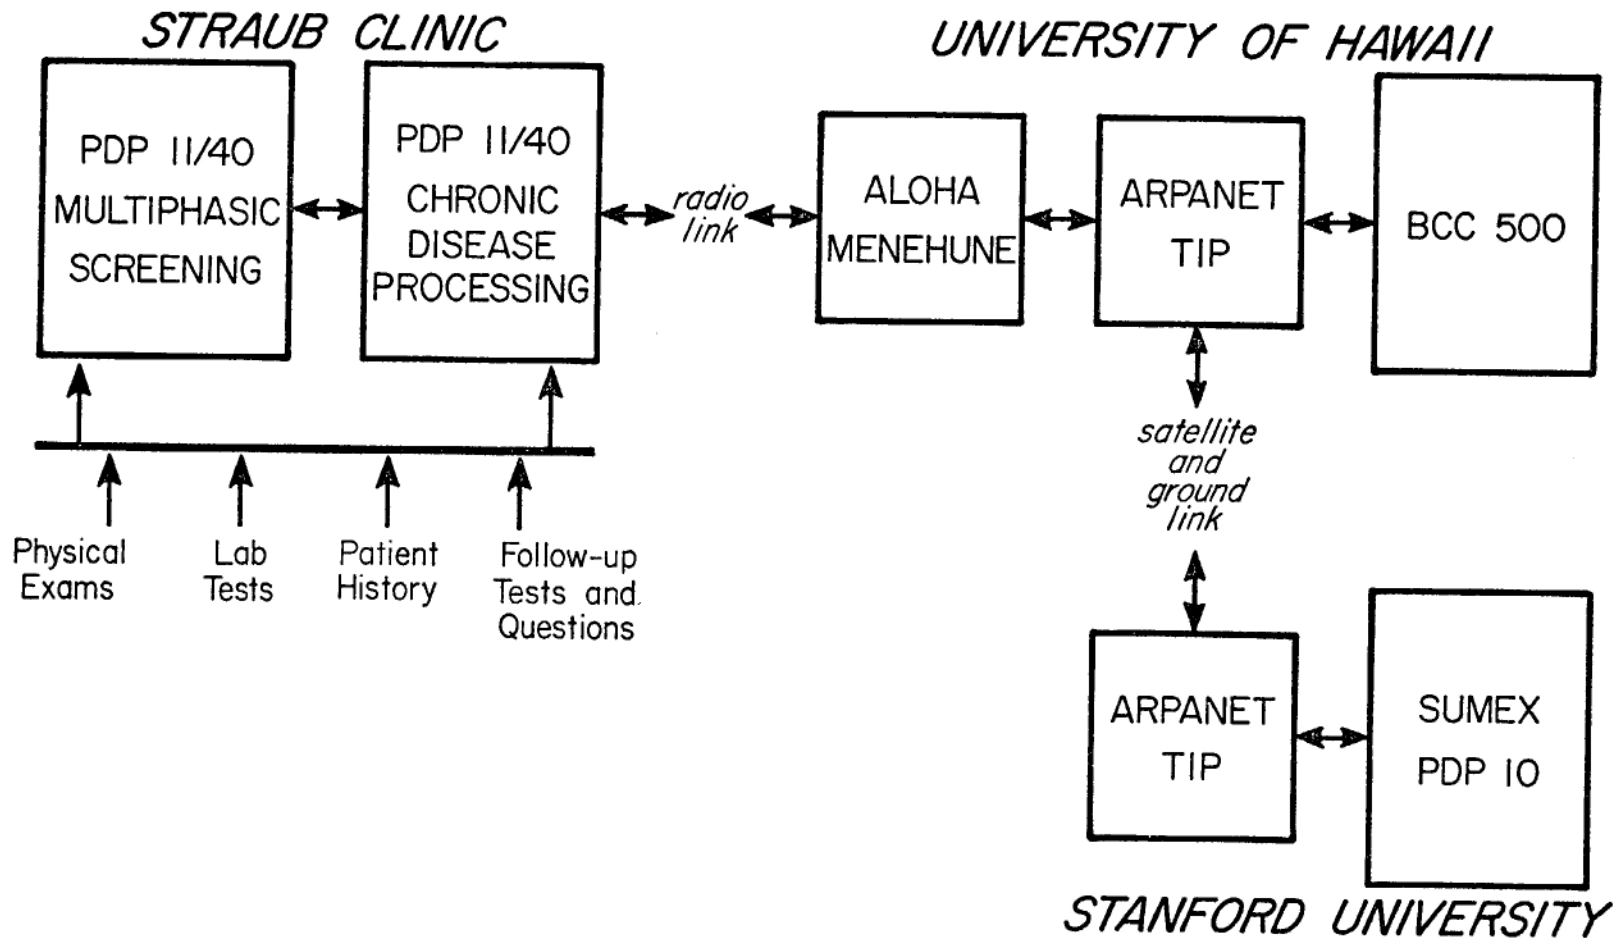 STRAUB CLINIC
PDP 11/40
MULTIPHASIC
SCREENING
PDP 11/40
CHRONIC
DISEASE
PROCESSING
radio
link
UNIVERSITY OF HAWAII
ALOHA
MENEHUNE
ARPANET
TIP
BCC 500
Physical
Exams
Lab
Tests
Patient
History
Follow-up
Tests and
Questions
satellite
and
ground
link
ARPANET
TIP
SUMEX
PDP 10
STANFORD UNIVERSITY